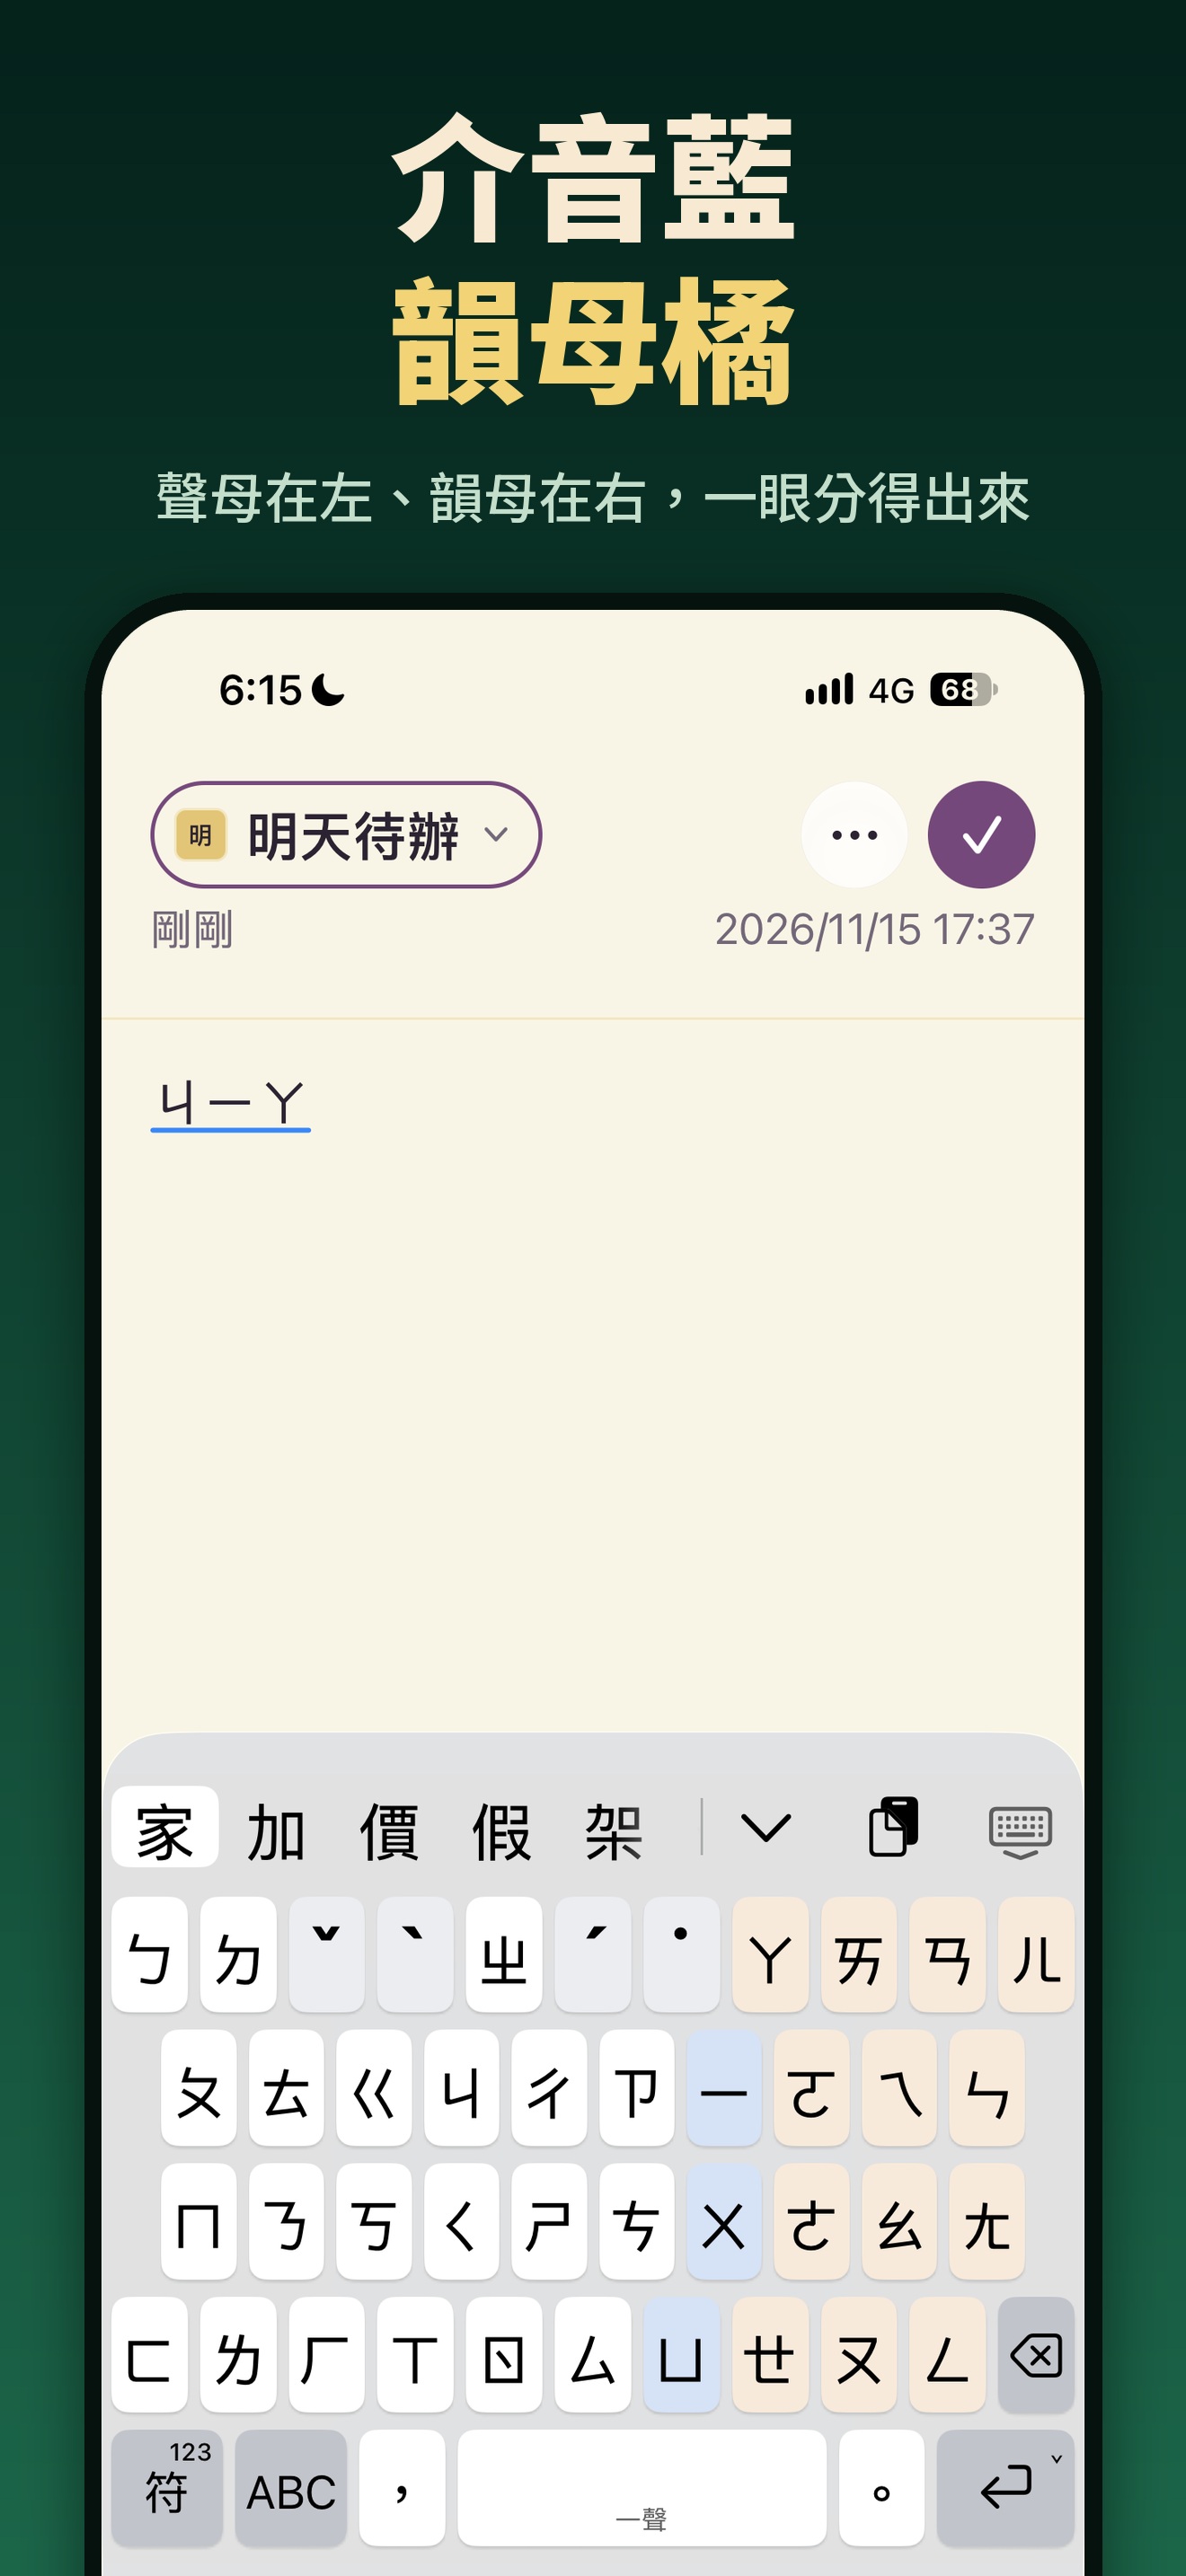 介音藍
韻母橘
聲母在左、韻母在右，一眼分得出來
6:15 4G 68
明 明天待辦
剛剛 2026/11/15 17:37
ㄐㄧㄚ
家 加 價 假 架
ㄅ ㄉ ˇ ˋ ㄓ ˊ ˙ ㄚ ㄞ ㄢ ㄦ
ㄆ ㄊ ㄍ ㄐ ㄔ ㄗ ㄧ ㄛ ㄟ ㄣ
ㄇ ㄋ ㄎ ㄑ ㄕ ㄘ ㄨ ㄜ ㄠ ㄤ
ㄈ ㄌ ㄏ ㄒ ㄖ ㄙ ㄩ ㄝ ㄡ ㄥ
123 符 ABC ， 一聲 。